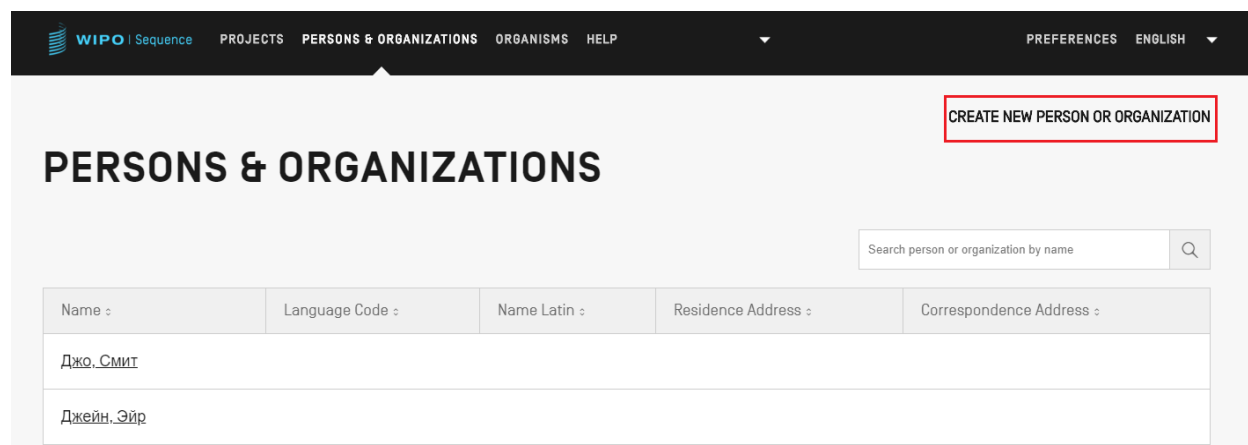 WIPO | Sequence PROJECTS PERSONS & ORGANIZATIONS ORGANISMS HELP PREFERENCES ENGLISH
CREATE NEW PERSON OR ORGANIZATION
PERSONS & ORGANIZATIONS
Search person or organization by name
Name Language Code Name Latin Residence Address Correspondence Address
Джо, Смит
Джейн, Эйр